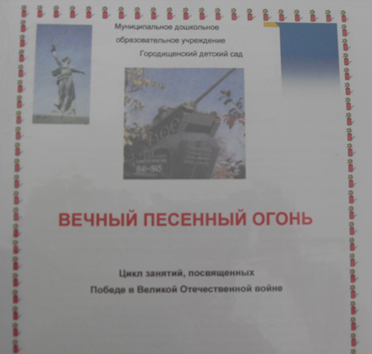 Муниципальное дошкольное
образовательное учреждение
Городищенский детский сад
ВЕЧНЫЙ ПЕСЕННЫЙ ОГОНЬ
Цикл занятий, посвященных
Победе в Великой Отечественной войне